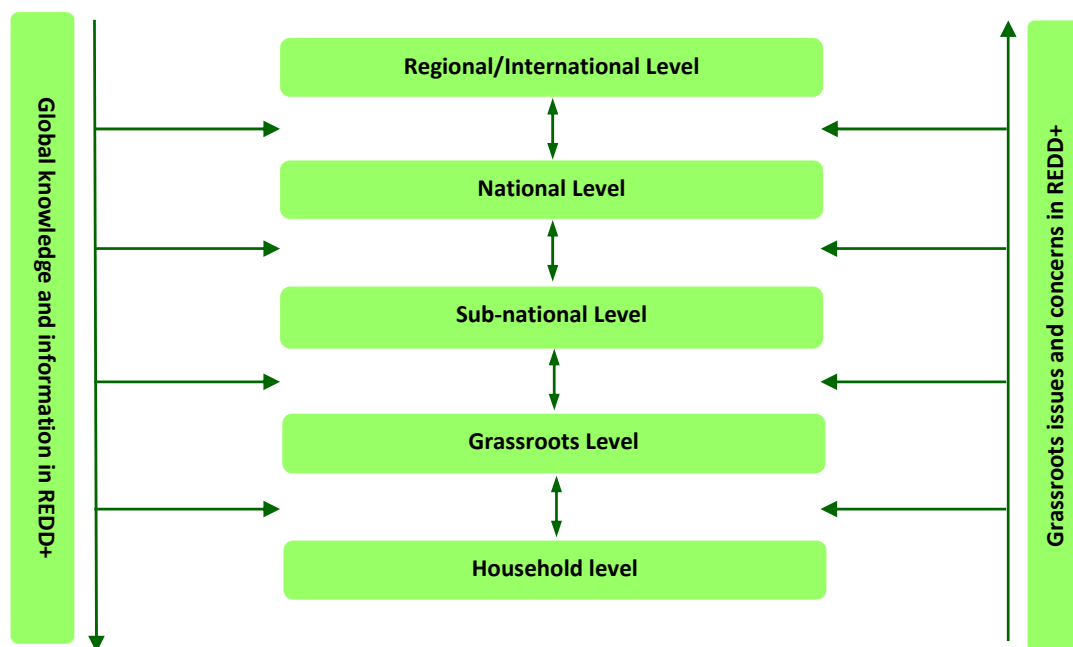 Global knowledge and information in REDD+
Regional/International Level
National Level
Sub-national Level
Grassroots Level
Household level
Grassroots issues and concerns in REDD+